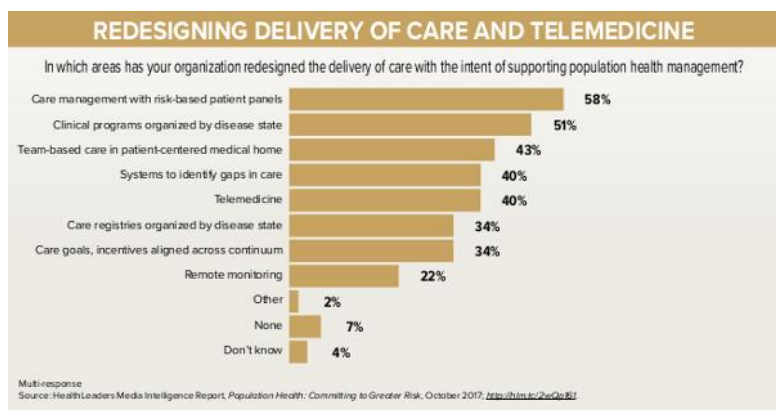 REDESIGNING DELIVERY OF CARE AND TELEMEDICINE
In which areas has your organization redesigned the delivery of care with the intent of supporting population health management?
Care management with risk-based patient panels 58%
Clinical programs organized by disease state 51%
Team-based care in patient-centered medical home 43%
Systems to identify gaps in care 40%
Telemedicine 40%
Care registries organized by disease state 34%
Care goals, incentives aligned across continuum 34%
Remote monitoring 22%
Other 2%
None 7%
Don't know 4%
Multi-response
Source: HealthLeaders Media Intelligence Report, Population Health: Committing to Greater Risk, October 2017;